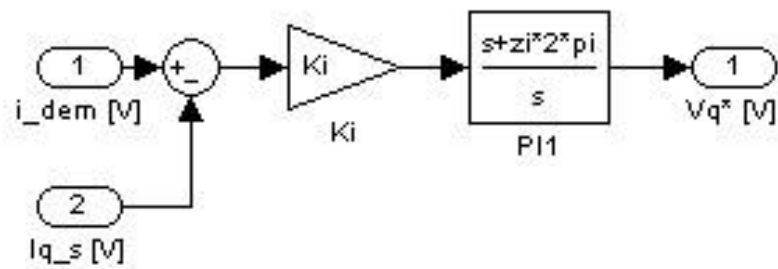 1
i_dem [V]
+
-
Ki
Ki
s+zi*2*pi
s
PI1
1
Vq* [V]
2
Iq_s [V]